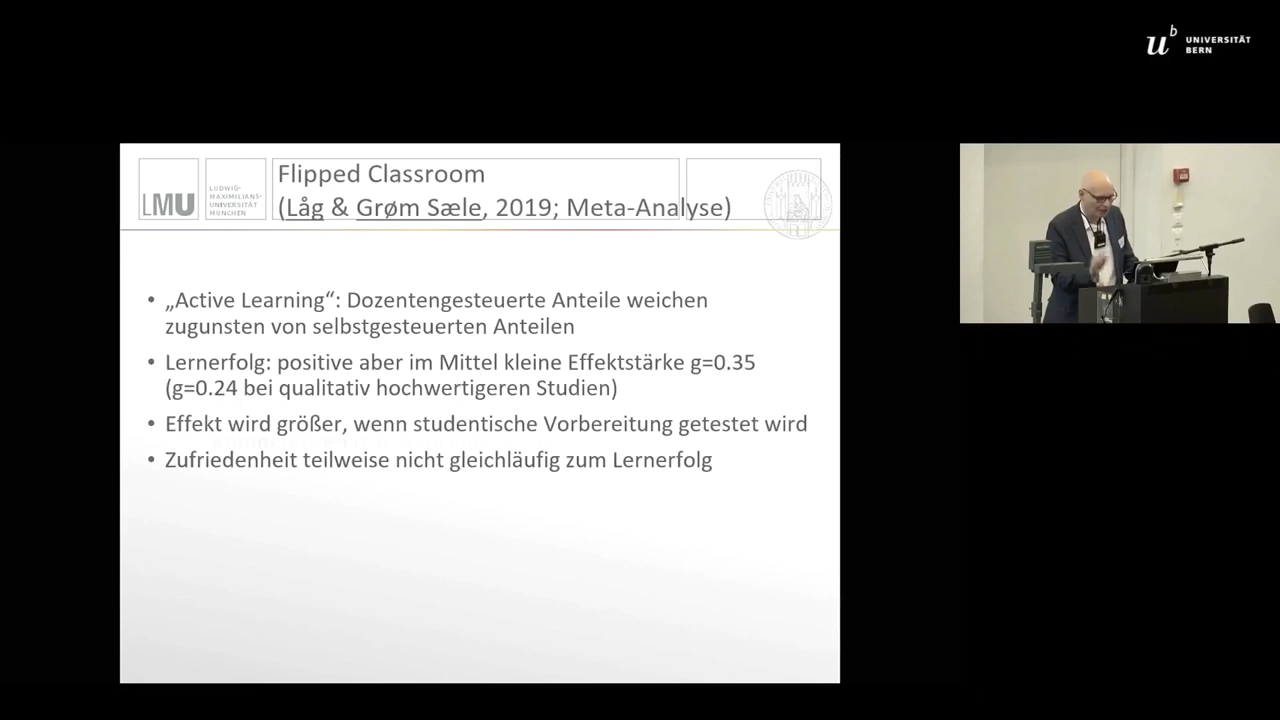 u b UNIVERSITÄT
BERN
LMU
LUDWIG-
MAXIMILIANS-
UNIVERSITÄT
MÜNCHEN
Flipped Classroom
(Låg & Grøm Sæle, 2019; Meta-Analyse)
• „Active Learning“: Dozentengesteuerte Anteile weichen
zugunsten von selbstgesteuerten Anteilen
• Lernerfolg: positive aber im Mittel kleine Effektstärke g=0.35
(g=0.24 bei qualitativ hochwertigeren Studien)
• Effekt wird größer, wenn studentische Vorbereitung getestet wird
• Zufriedenheit teilweise nicht gleichläufig zum Lernerfolg